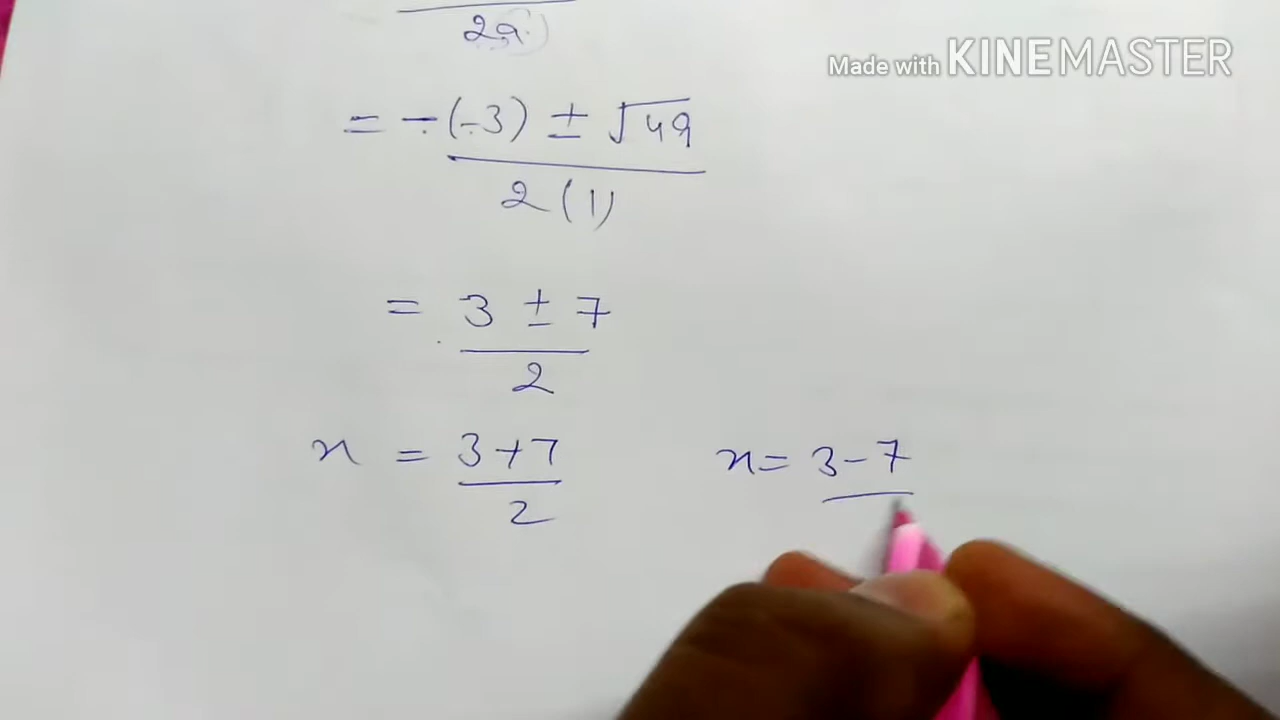 2a
Made with KINEMASTER
= -(-3) ± √49
2(1)
= 3 ± 7
2
x = 3+7 x = 3-7
2